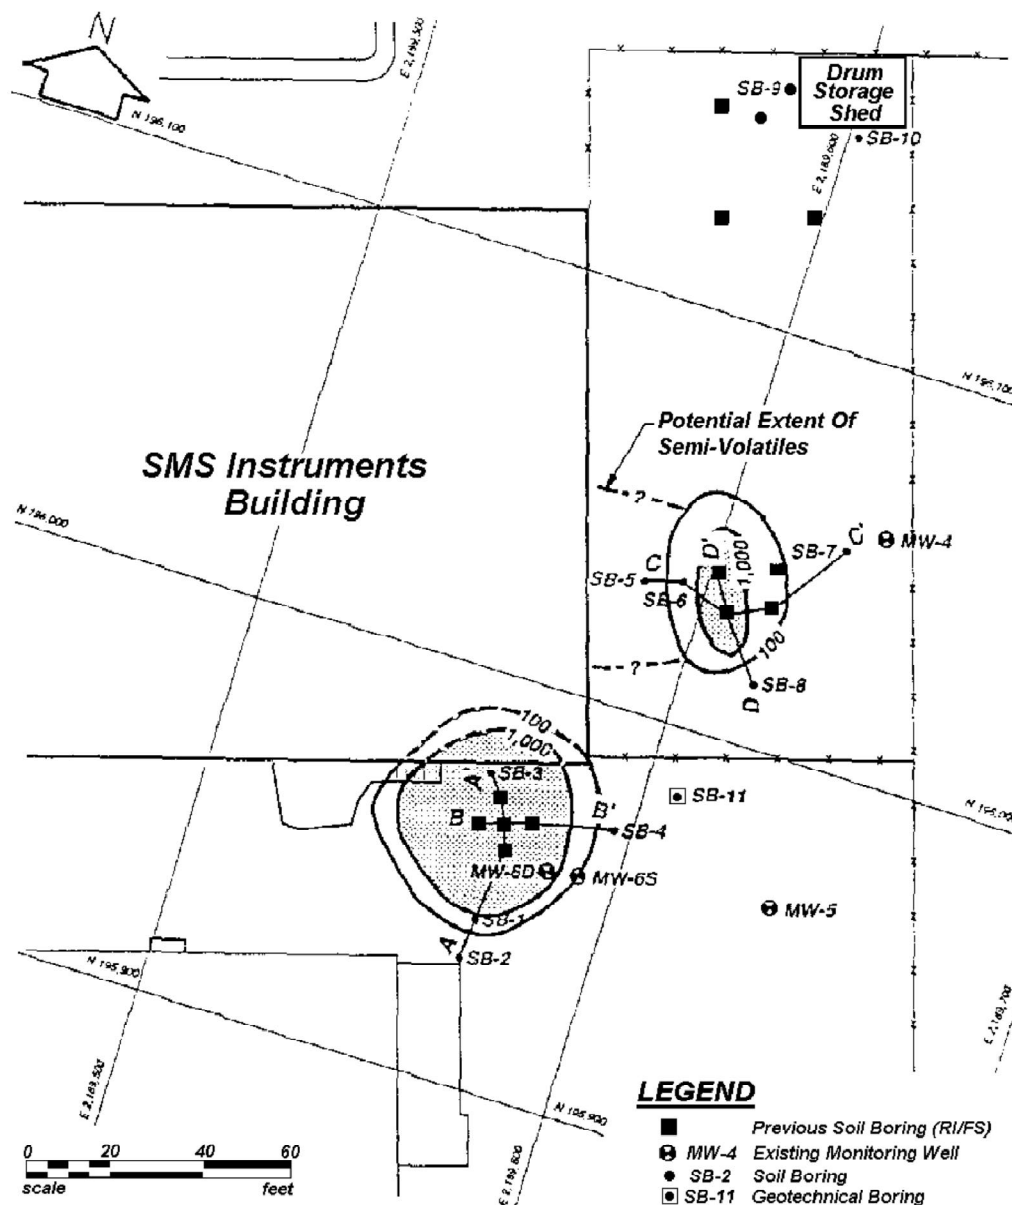 N
E 2,189,500
N 196,100
SB-9
Drum
Storage
Shed
SB-10
E 2,189,600
N 196,100
Potential Extent Of
Semi-Volatiles
SMS Instruments
Building
?
N 196,000
D'
1,000
SB-7
C'
MW-4
C
SB-5
SB-6
100
?
SB-8
D
100
1,000
A'
SB-3
SB-11
B
B'
SB-4
N 196,000
MW-6D
MW-6S
MW-5
SB-1
A
SB-2
N 195,900
E 2,189,700
E 2,189,500
N 195,900
E 2,189,600
LEGEND
Previous Soil Boring (RI/FS)
MW-4 Existing Monitoring Well
SB-2 Soil Boring
SB-11 Geotechnical Boring
0 20 40 60
scale feet